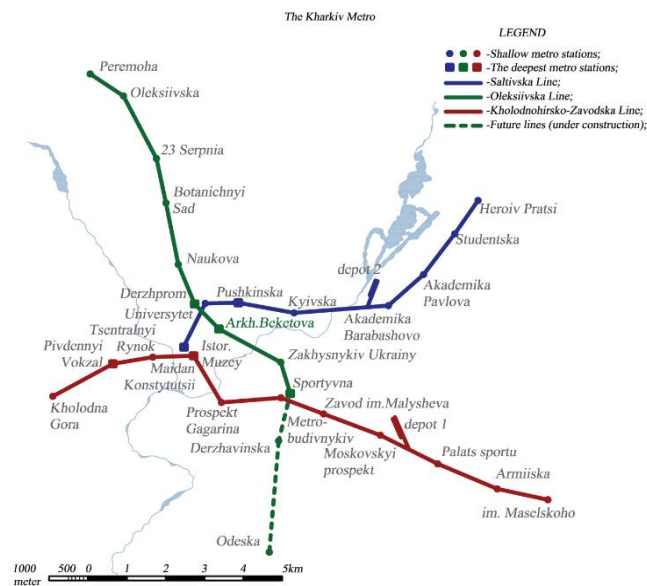 The Kharkiv Metro
LEGEND
-Shallow metro stations;
-The deepest metro stations;
-Saltivska Line;
-Oleksiivska Line;
-Kholodnohirsko-Zavodska Line;
-Future lines (under construction);
Peremoha
Oleksiivska
23 Serpnia
Botanichnyi
Sad
Heroiv Pratsi
Studentska
Naukova
depot 2
Akademika
Pavlova
Derzhprom
Universytet
Pushkinska
Kyivska
Akademika
Barabashovo
Arkh.Beketova
Tsentralnyi
Rynok
Pivdennyi
Vokzal
Istor.
Muzey
Zakhysnykiv Ukrainy
Maidan
Konstytutsii
Sportyvna
Kholodna
Gora
Prospekt
Gagarina
Metro-
budivnykiv
Zavod im.Malysheva
depot 1
Derzhavinska
Moskovskyi
prospekt
Palats sportu
Armiiska
im. Maselskoho
Odeska
1000 500 0 1 2 3 4 5km
meter